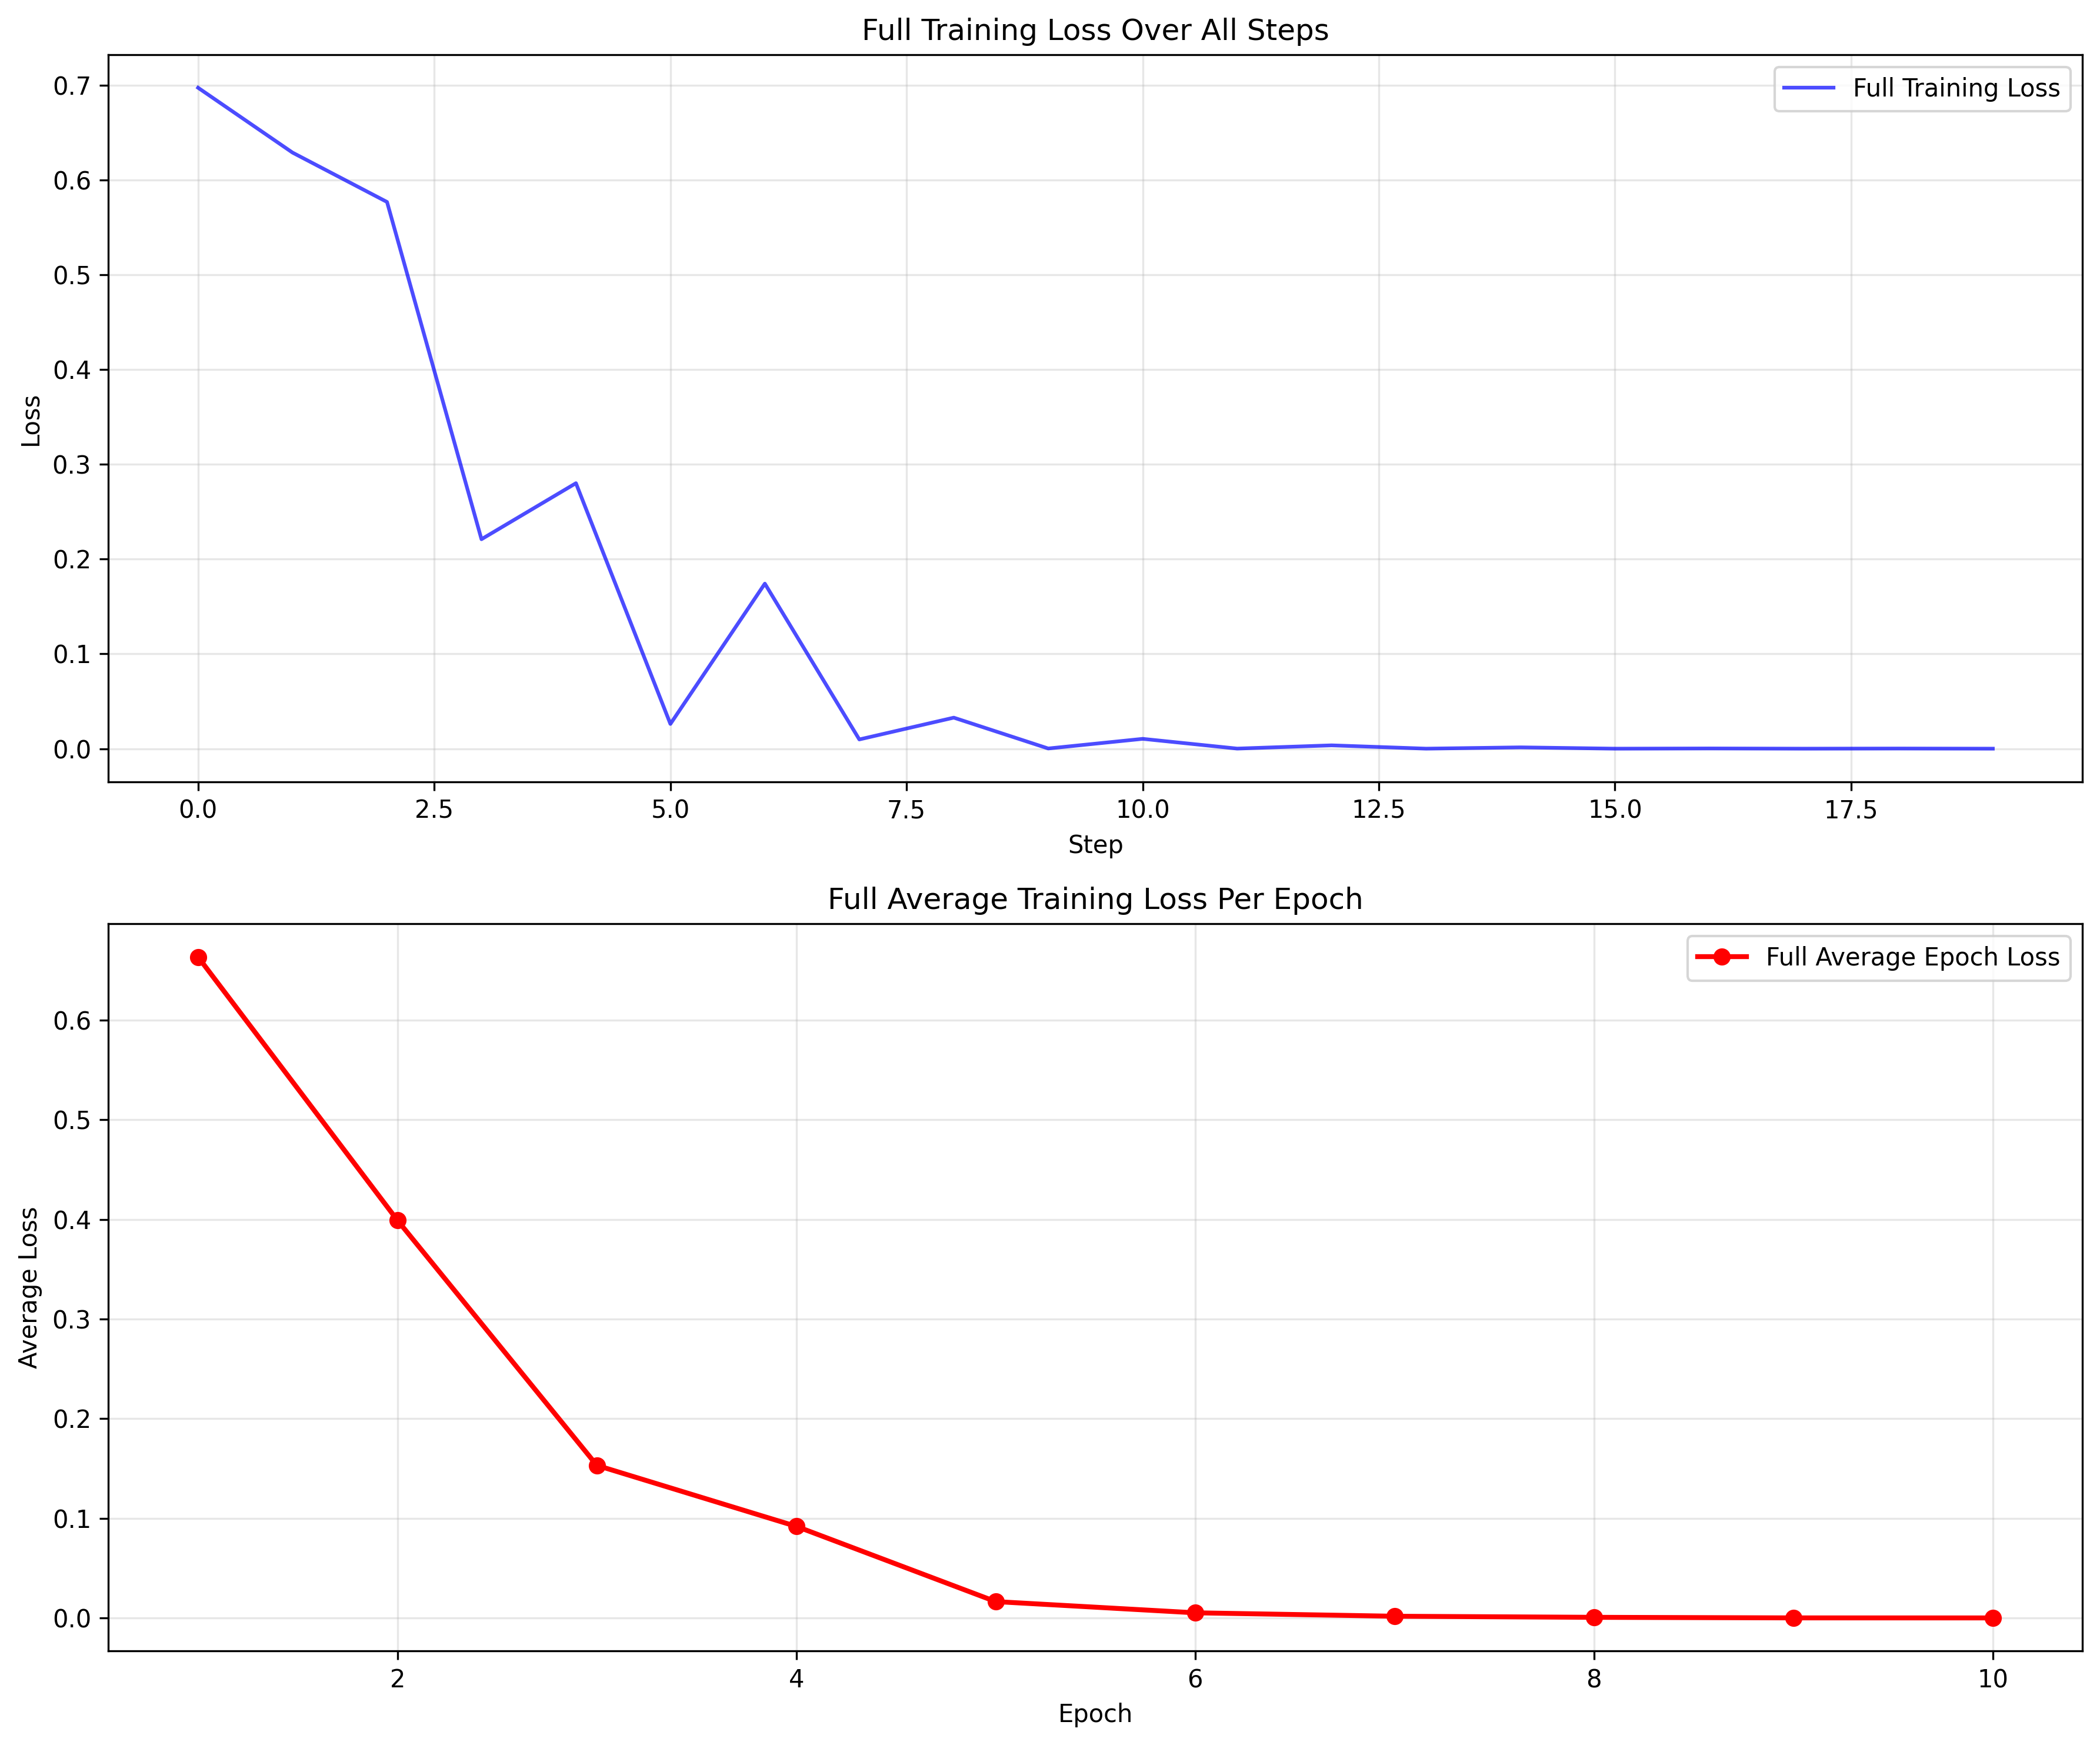 Full Training Loss Over All Steps
Full Training Loss
0.7
0.6
0.5
0.4
0.3
0.2
0.1
0.0
Loss
0.0 2.5 5.0 7.5 10.0 12.5 15.0 17.5
Step
Full Average Training Loss Per Epoch
Full Average Epoch Loss
0.6
0.5
0.4
0.3
0.2
0.1
0.0
Average Loss
2 4 6 8 10
Epoch